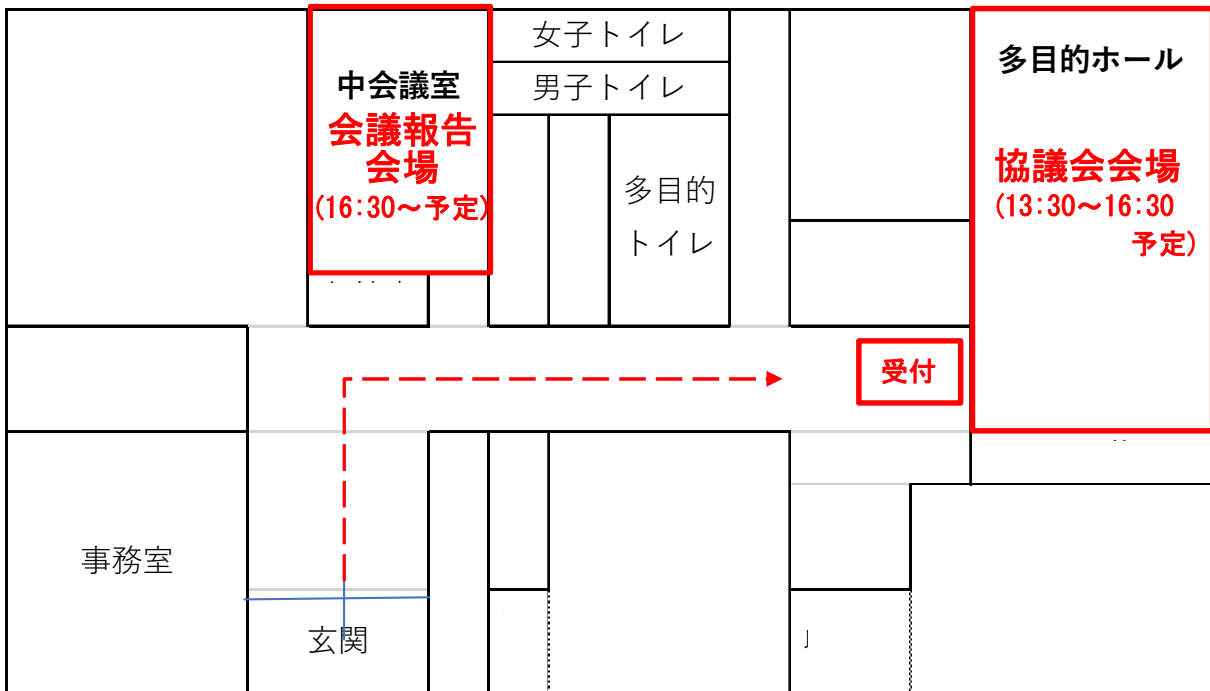 女子トイレ
男子トイレ
多目的
トイレ
中会議室
会議報告
会場
(16:30～予定)
多目的ホール
協議会会場
(13:30～16:30
予定)
受付
事務室
玄関